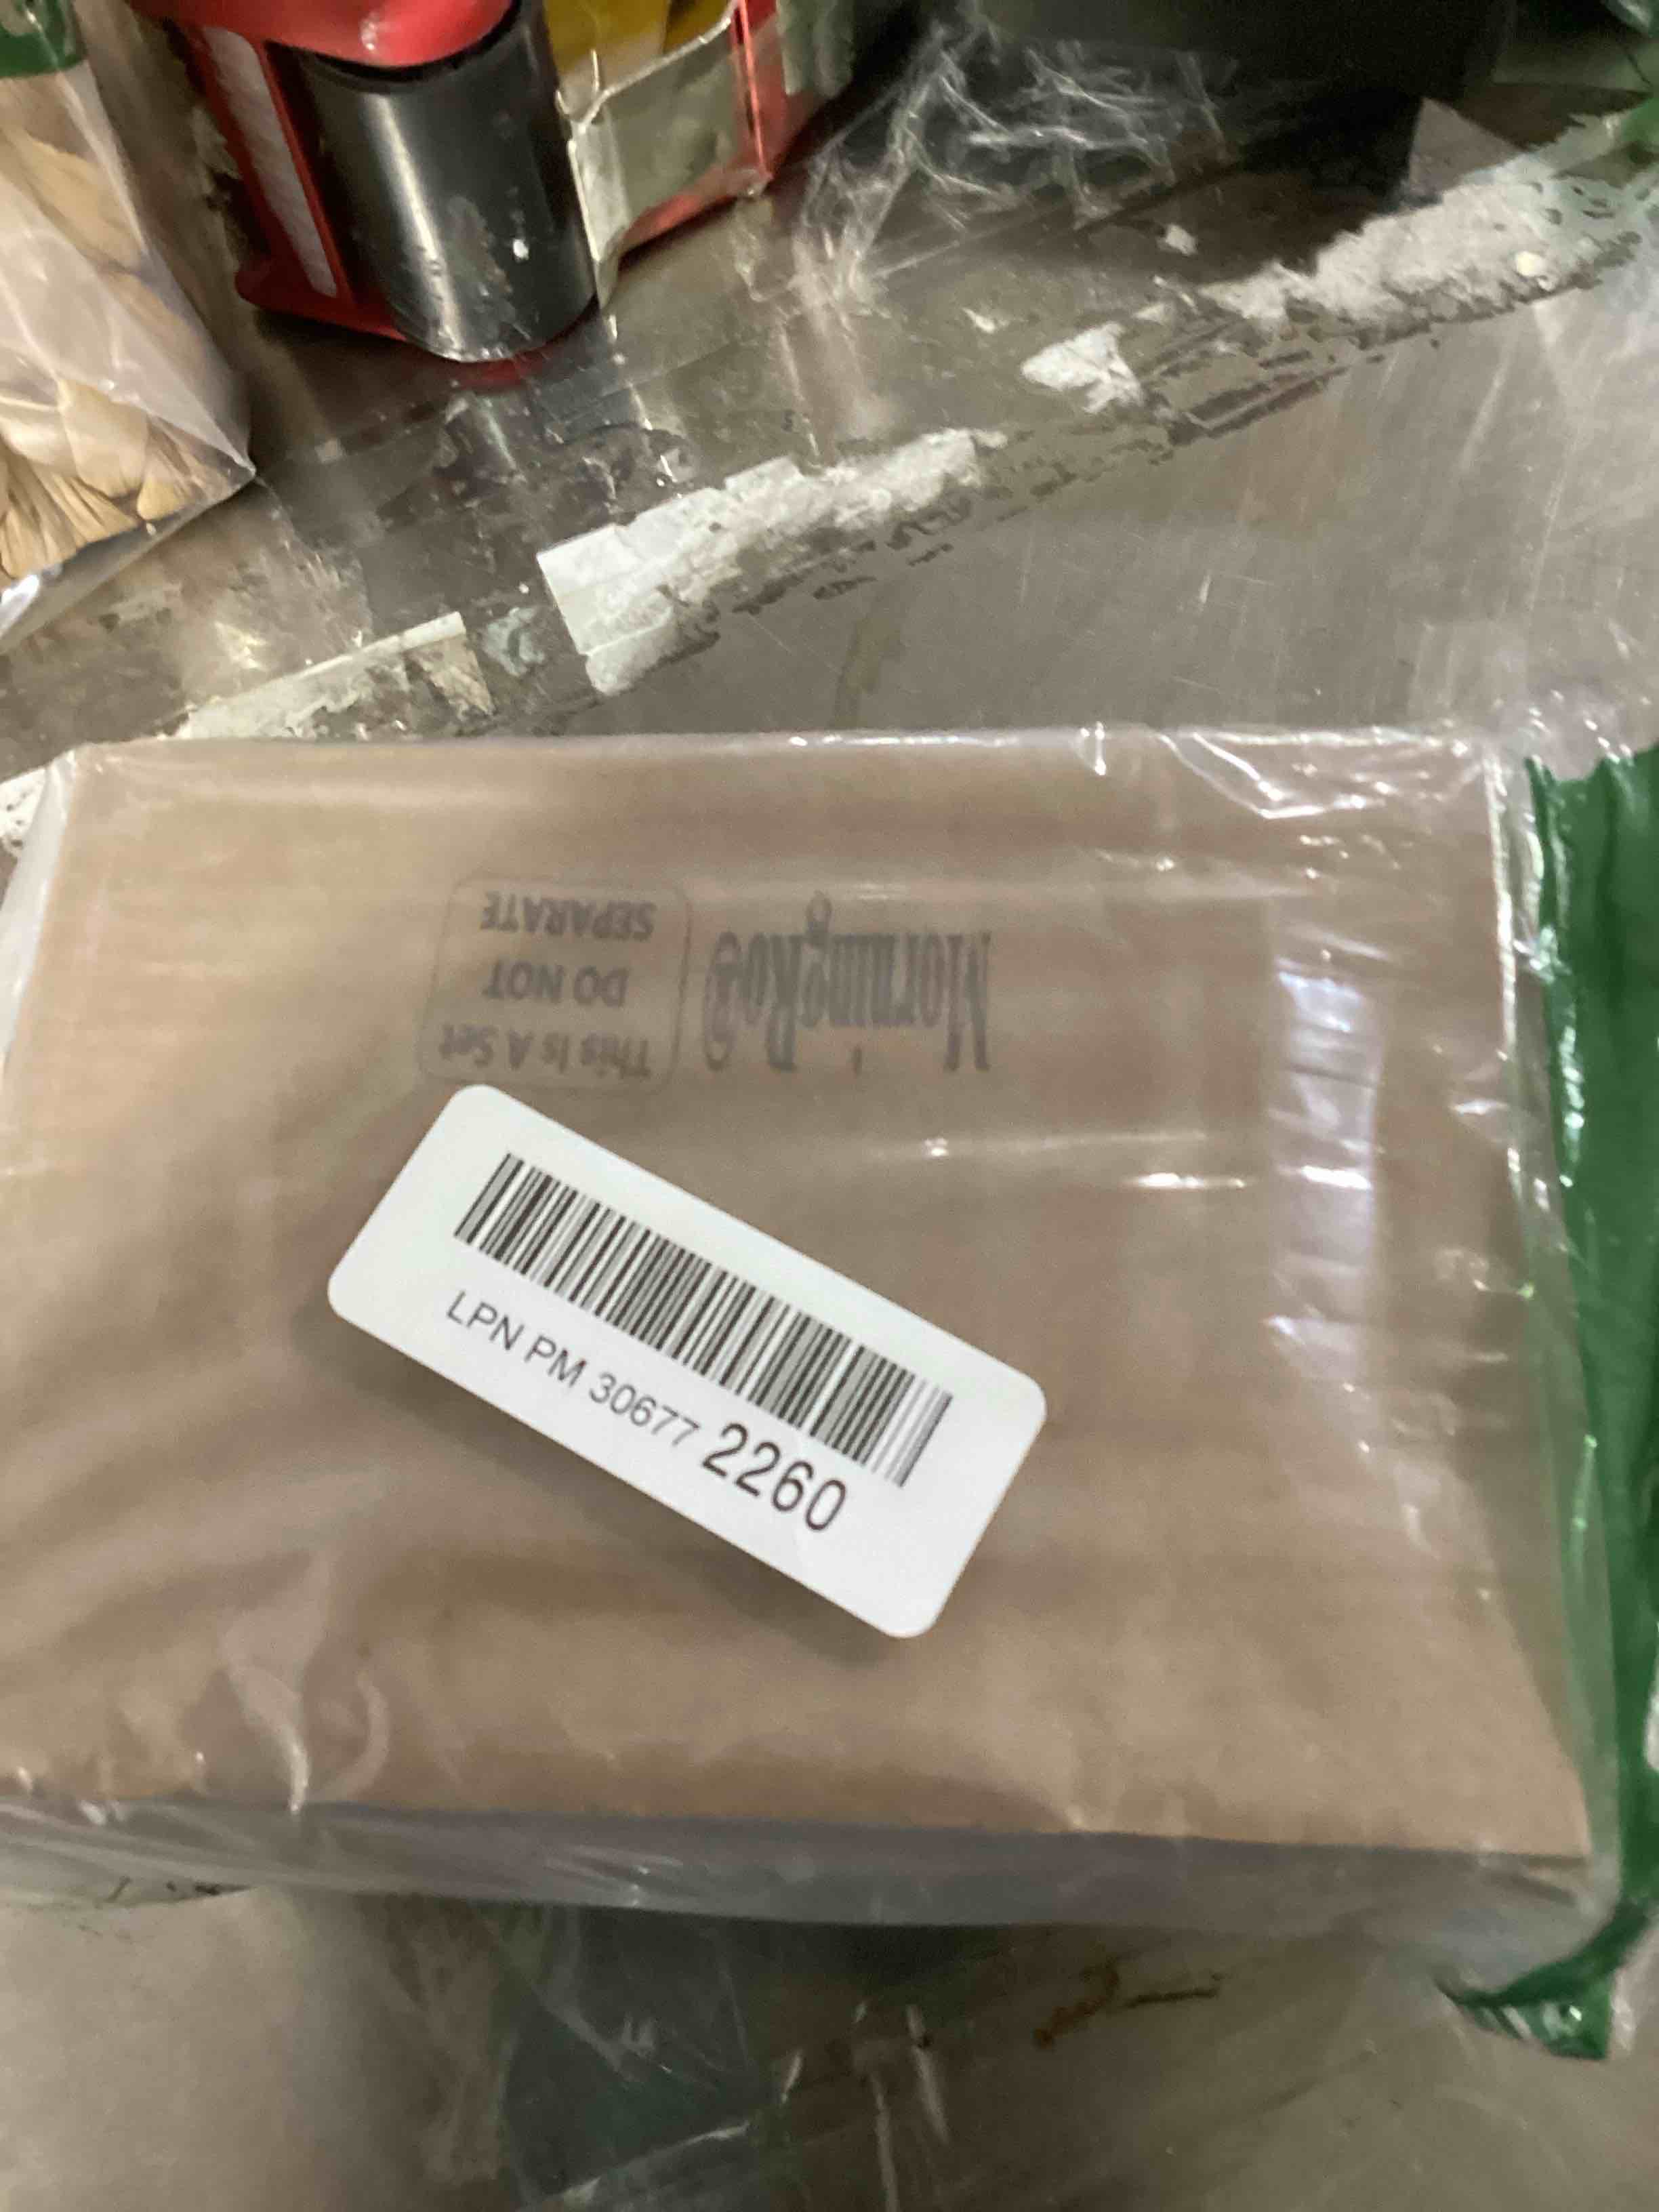 MorningRo®
This Is A Set
DO NOT
SEPARATE
LPN PM 30677 2260